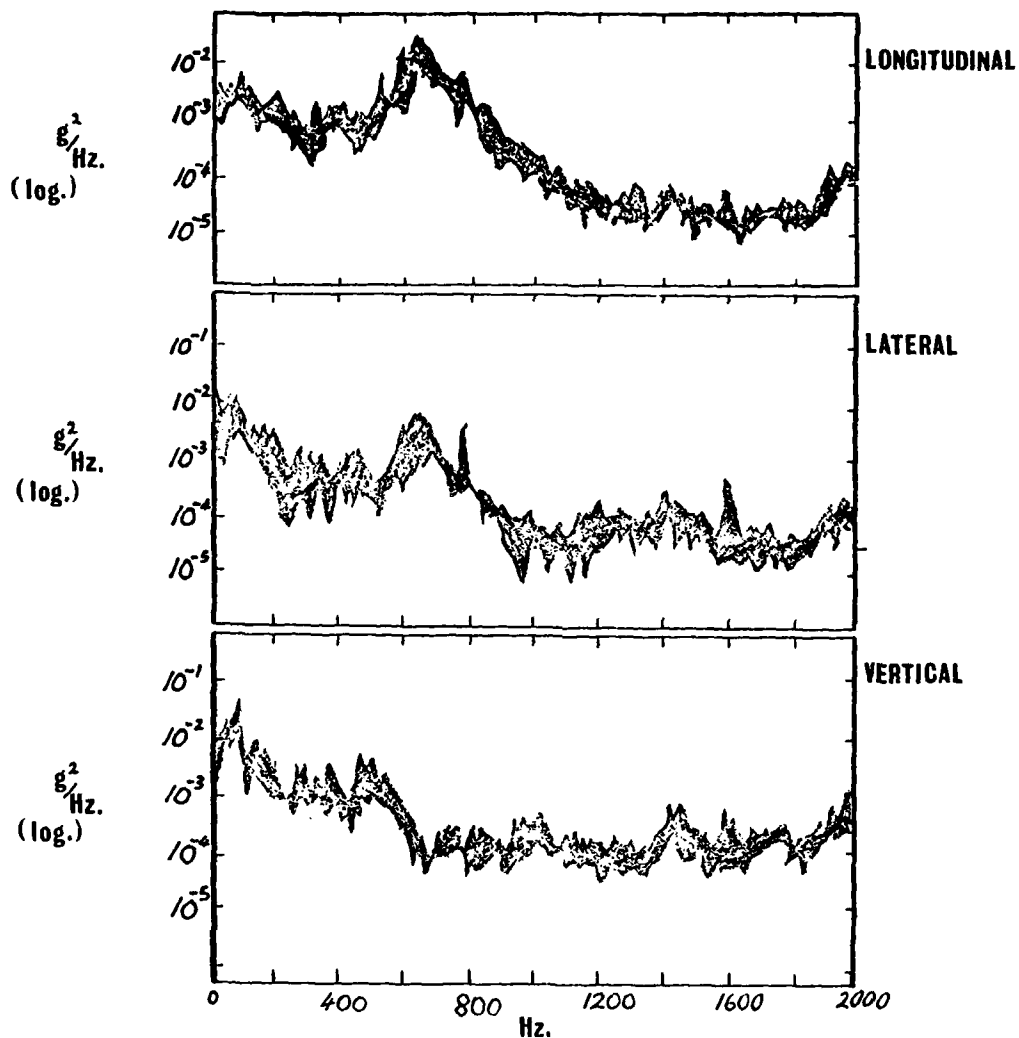 LONGITUDINAL
10⁻²
10⁻³
g²/Hz.
(log.)
10⁻⁴
10⁻⁵
LATERAL
10⁻¹
10⁻²
g²/Hz.
(log.)
10⁻³
10⁻⁴
10⁻⁵
VERTICAL
10⁻¹
10⁻²
g²/Hz.
(log.)
10⁻³
10⁻⁴
10⁻⁵
0 400 800 1200 1600 2000
Hz.